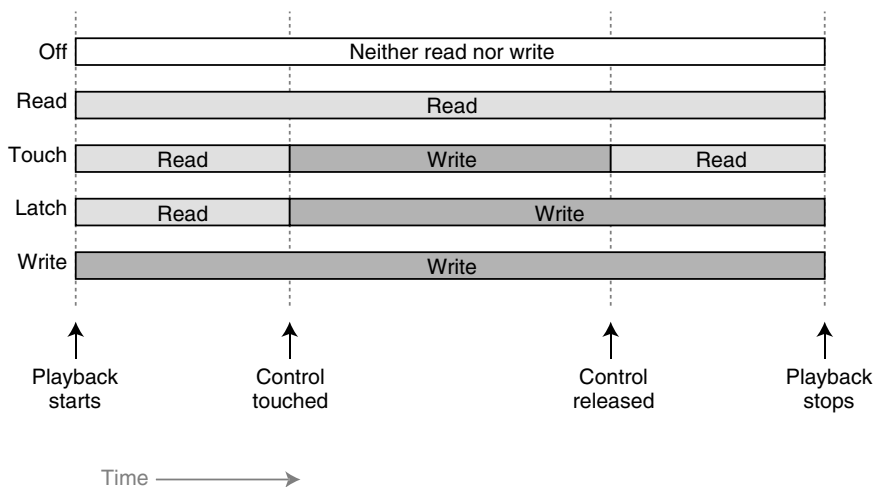 Off Neither read nor write
Read Read
Touch Read Write Read
Latch Read Write
Write Write
Playback starts
Control touched
Control released
Playback stops
Time